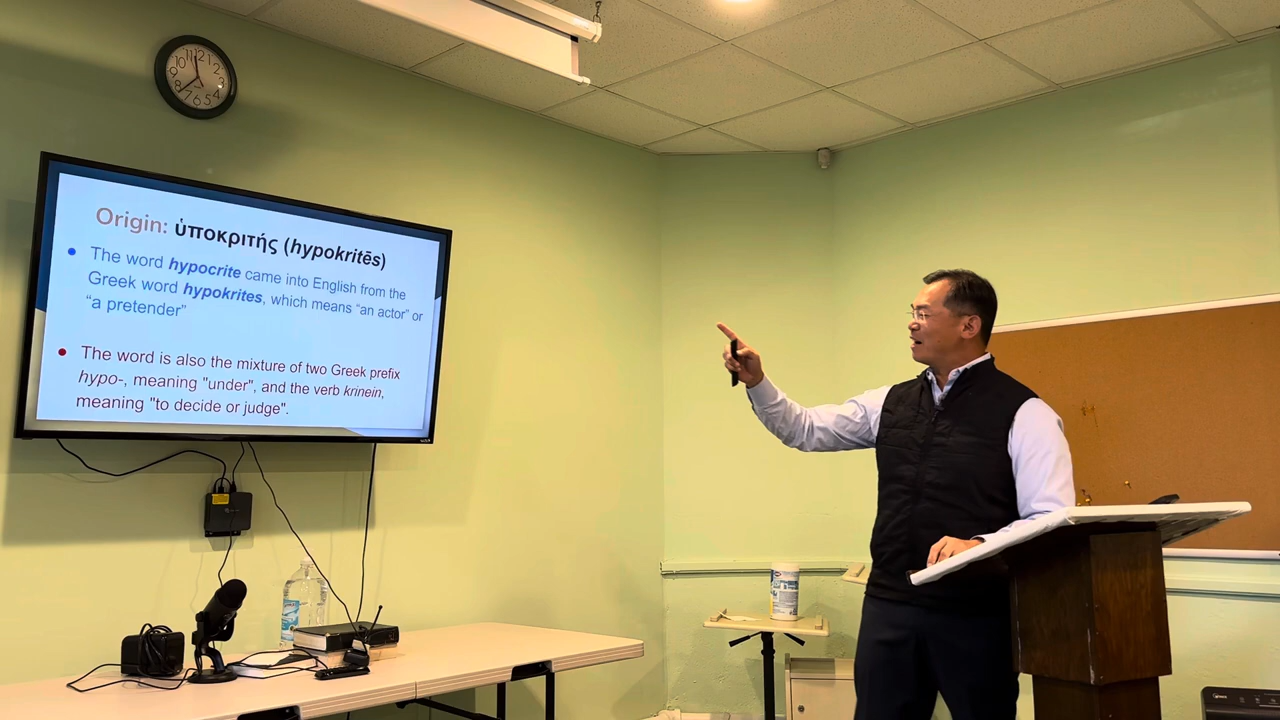 Origin: ὑποκριτής (hypokritēs)
The word hypocrite came into English from the
Greek word hypokrites, which means “an actor” or
“a pretender”
The word is also the mixture of two Greek prefix
hypo-, meaning "under", and the verb krinein,
meaning "to decide or judge".